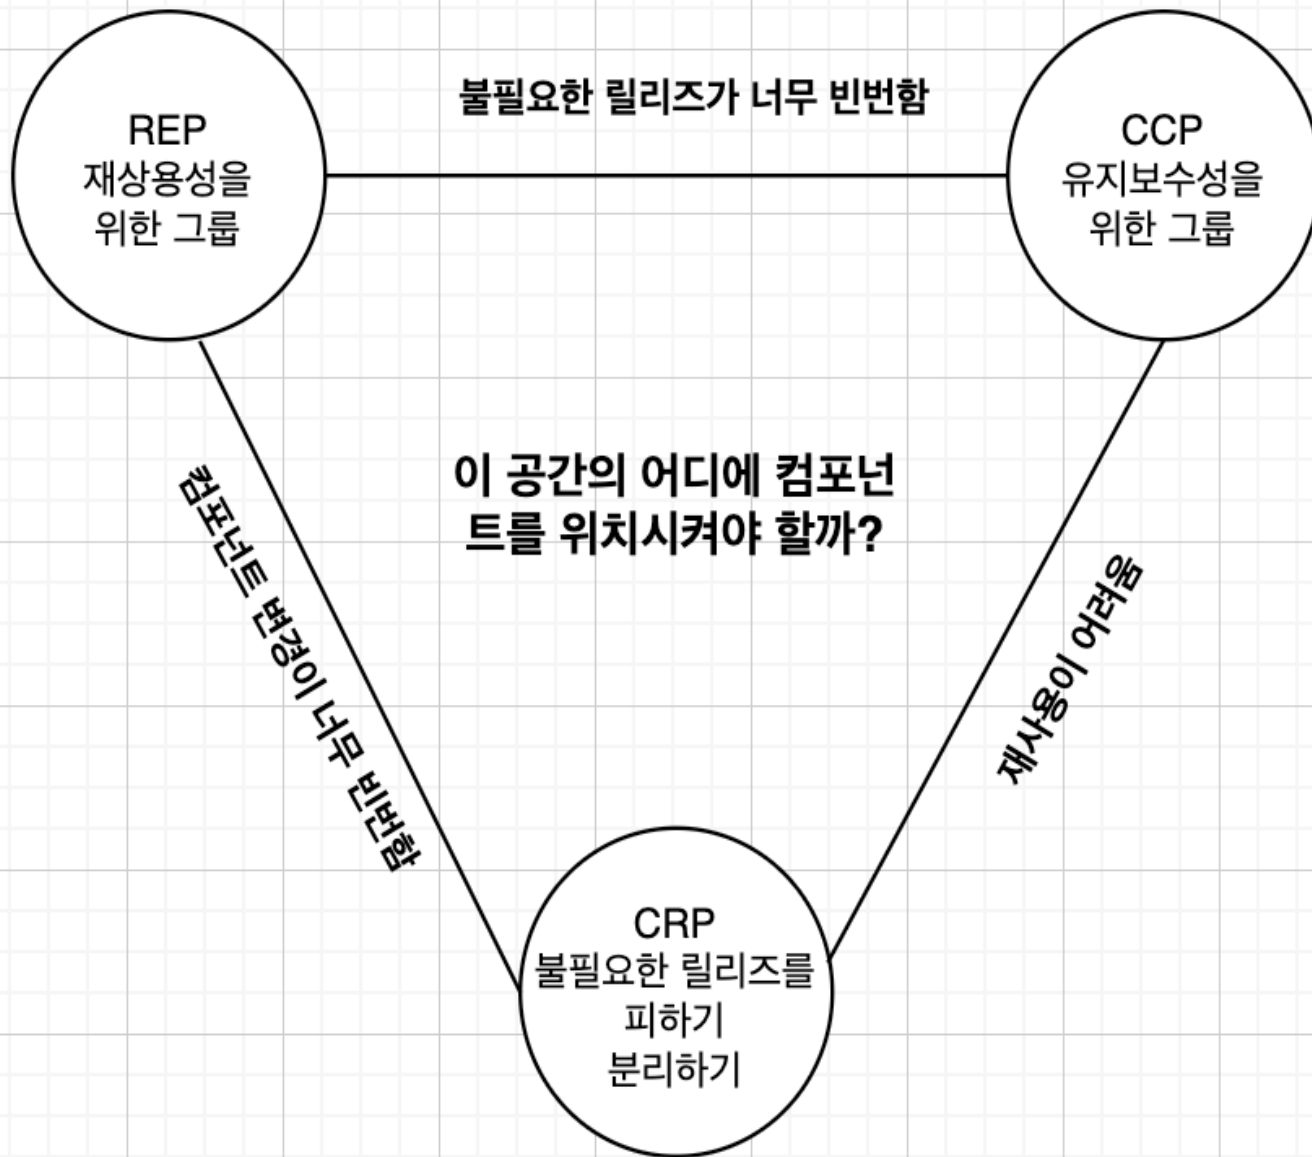 불필요한 릴리즈가 너무 빈번함
REP
재상용성을
위한 그룹
CCP
유지보수성을
위한 그룹
이 공간의 어디에 컴포넌
트를 위치시켜야 할까?
컴포넌트 변경이 너무 빈번함
재사용이 어려움
CRP
불필요한 릴리즈를
피하기
분리하기